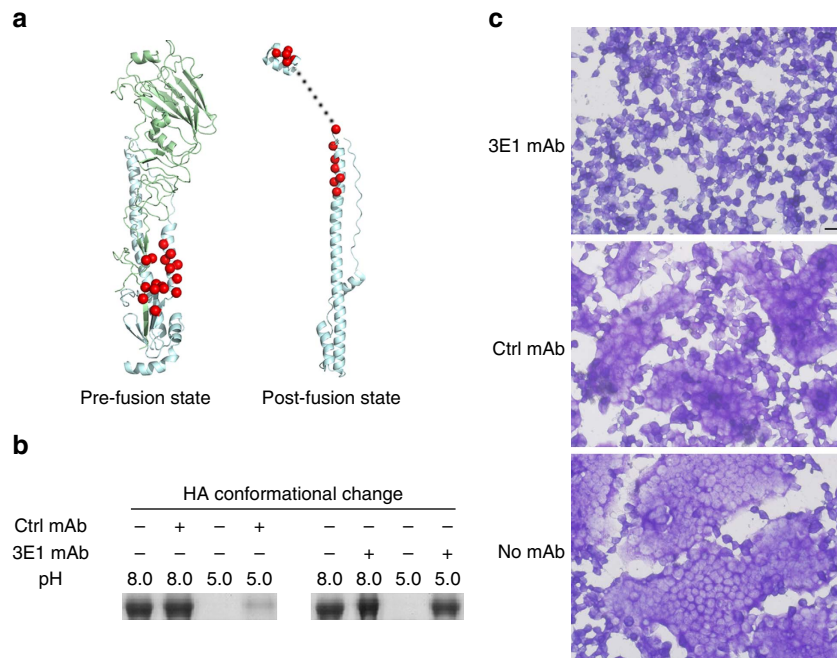 a
Pre-fusion state
Post-fusion state
b
HA conformational change
Ctrl mAb – + – + – – – –
3E1 mAb – – – – – + – +
pH 8.0 8.0 5.0 5.0 8.0 8.0 5.0 5.0
c
3E1 mAb
Ctrl mAb
No mAb